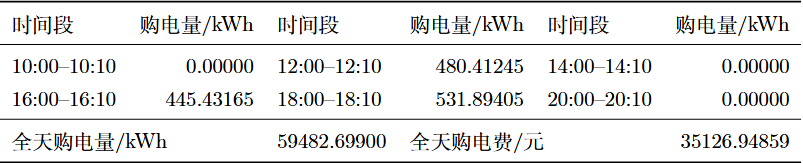 时间段 购电量/kWh 时间段 购电量/kWh 时间段 购电量/kWh
10:00–10:10 0.00000 12:00–12:10 480.41245 14:00–14:10 0.00000
16:00–16:10 445.43165 18:00–18:10 531.89405 20:00–20:10 0.00000
全天购电量/kWh 59482.69900 全天购电费/元 35126.94859